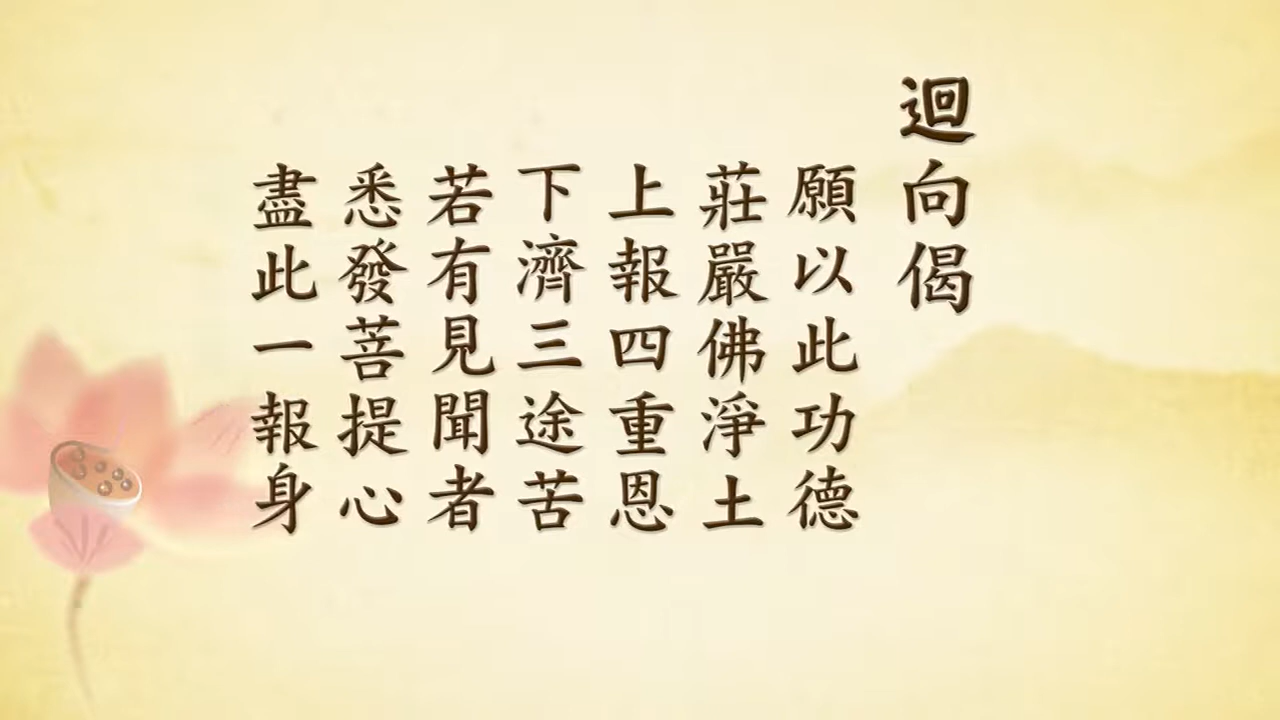 迴向偈
願以此功德
莊嚴佛淨土
上報四重恩
下濟三途苦
若有見聞者
悉發菩提心
盡此一報身